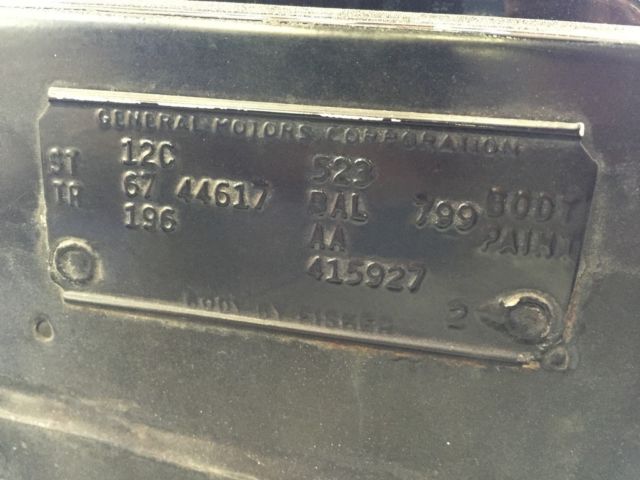 GENERAL MOTORS CORPORATION
12C 523
ST 67 44617 BAL 799 BODY
TR 196 AA PAINT
415927
BODY BY FISHER 2